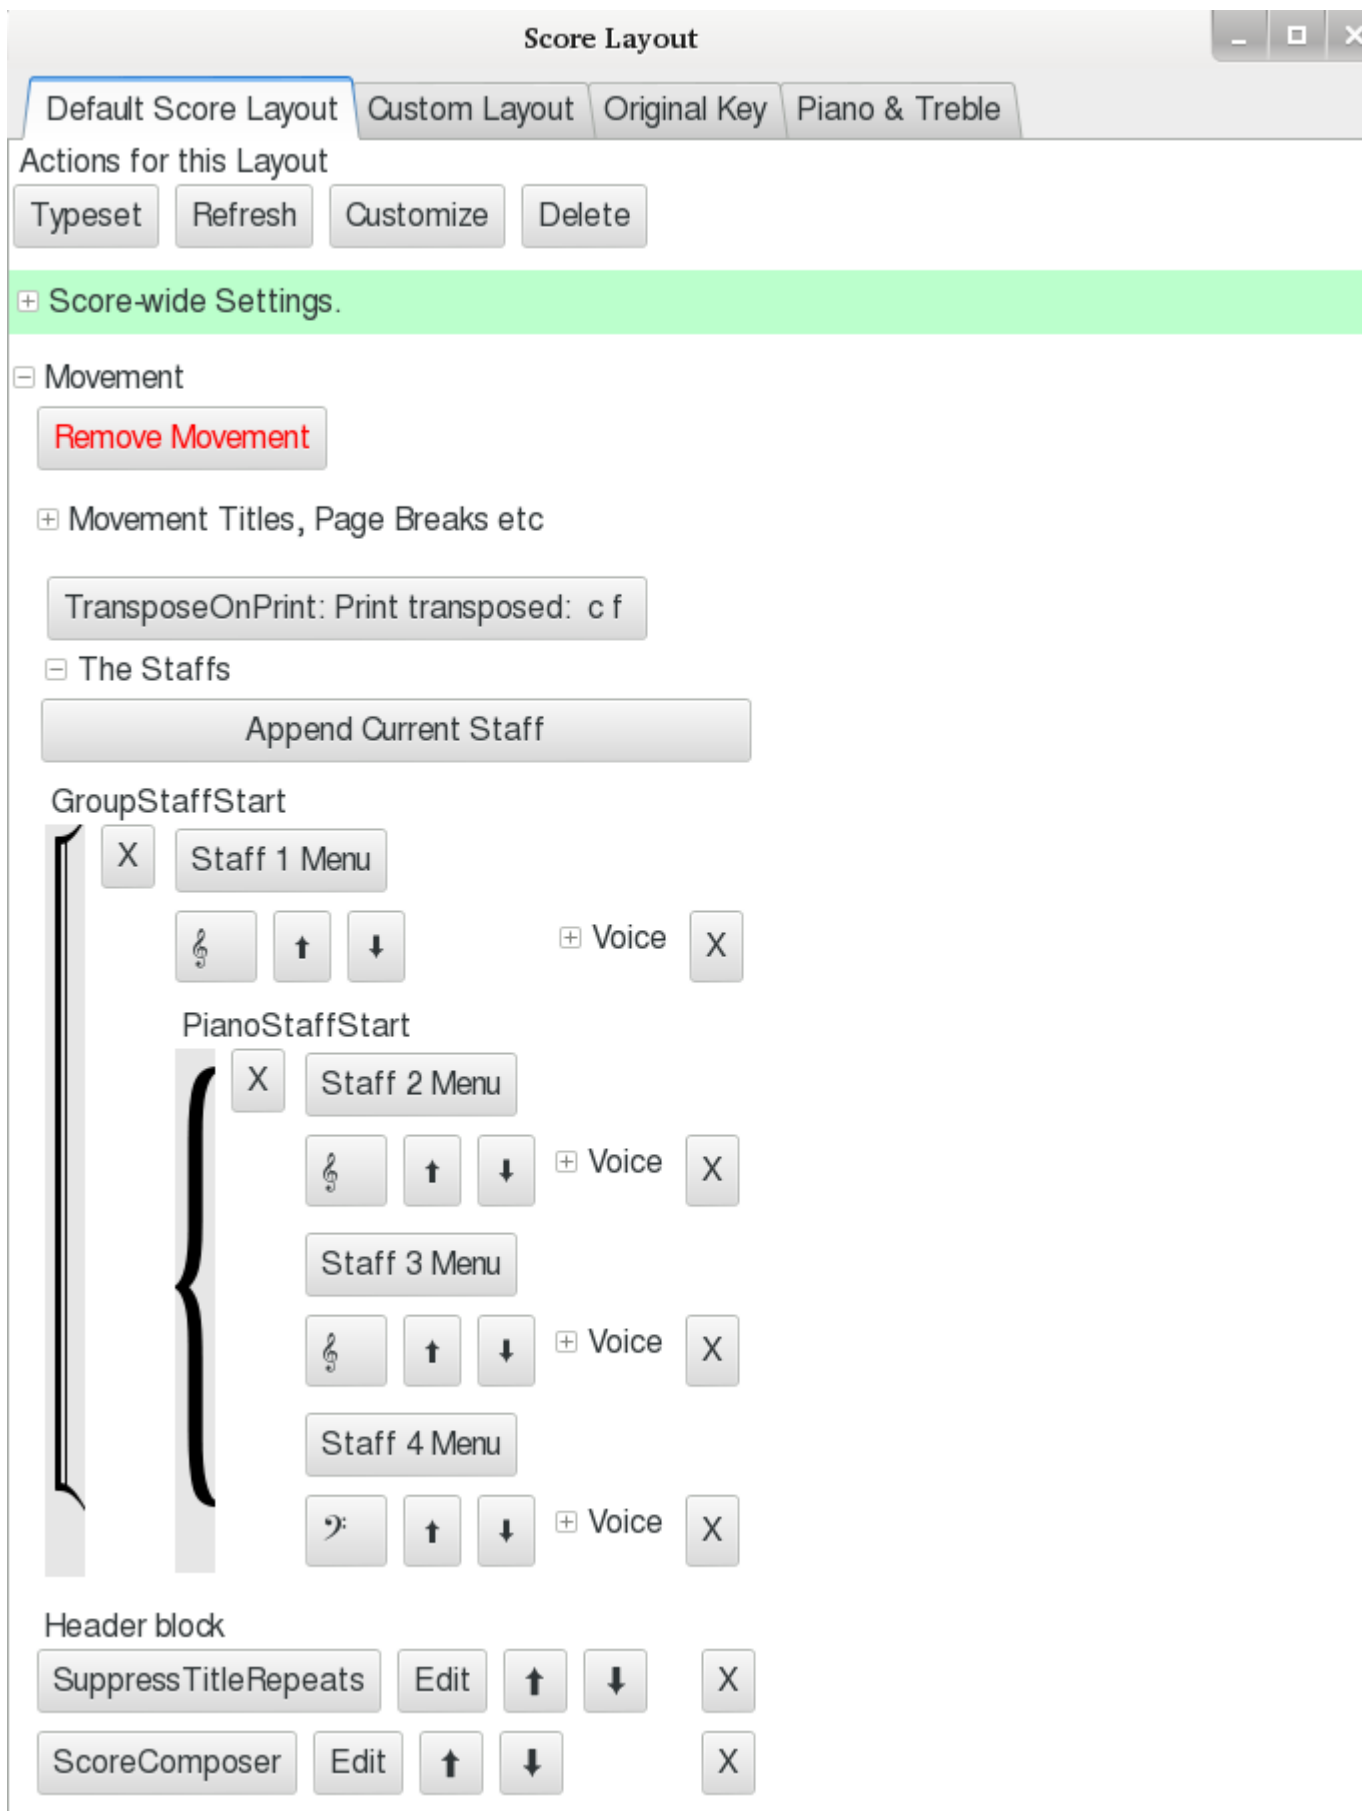 Score Layout
Default Score Layout Custom Layout Original Key Piano & Treble
Actions for this Layout
Typeset Refresh Customize Delete
Score-wide Settings.
Movement
Remove Movement
Movement Titles, Page Breaks etc
TransposeOnPrint: Print transposed: c f
The Staffs
Append Current Staff
GroupStaffStart
X Staff 1 Menu
Voice X
PianoStaffStart
X Staff 2 Menu
Voice X
Staff 3 Menu
Voice X
Staff 4 Menu
Voice X
Header block
SuppressTitleRepeats Edit X
ScoreComposer Edit X